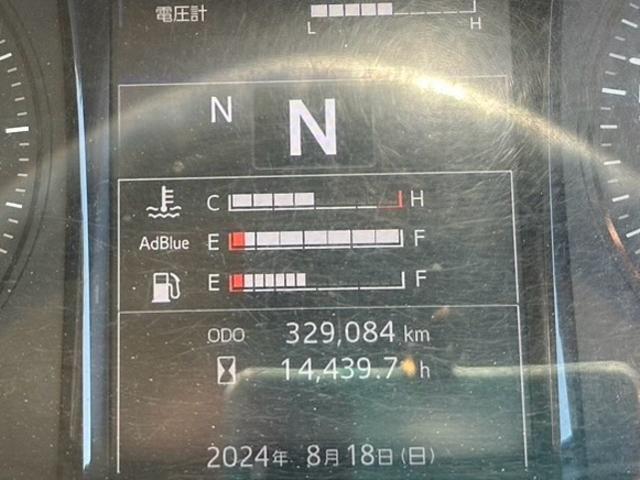 電圧計
L H
N N
C H
AdBlue E F
E F
ODO 329,084 km
14,439.7 h
2024年 8月 18日 (日)